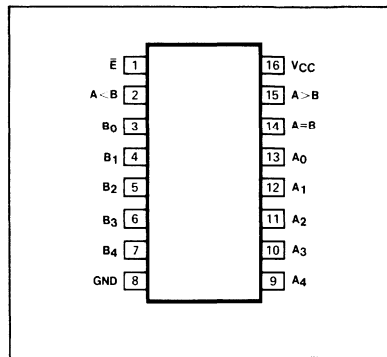 E̅ 1 16 VCC
A<B 2 15 A>B
B0 3 14 A=B
B1 4 13 A0
B2 5 12 A1
B3 6 11 A2
B4 7 10 A3
GND 8 9 A4